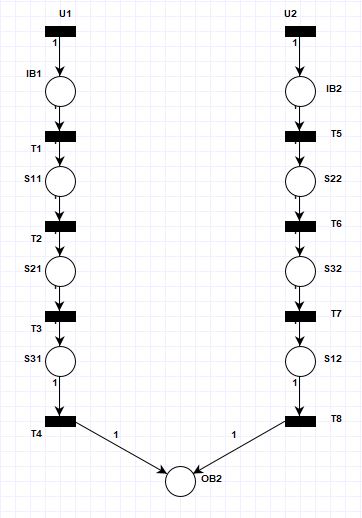 U1 U2
1 1
IB1 IB2
T1 T5
S11 S22
T2 T6
S21 S32
T3 T7
S31 S12
1 1
T4 T8
1 1
OB2